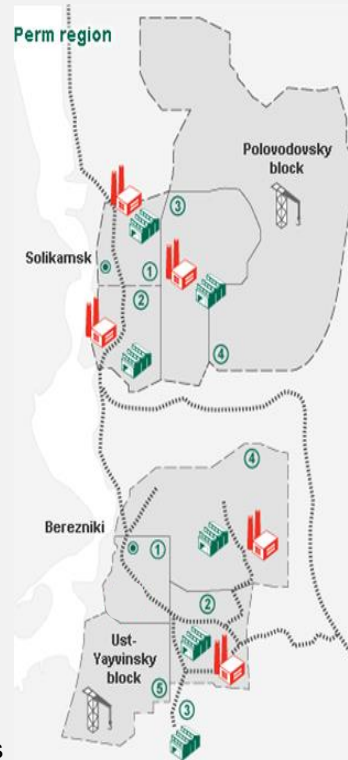 Perm region
Polovodovsky
block
③
Solikamsk
①
②
④
④
Berezniki
①
②
Ust-
Yayvinsky
block
⑤
③
s